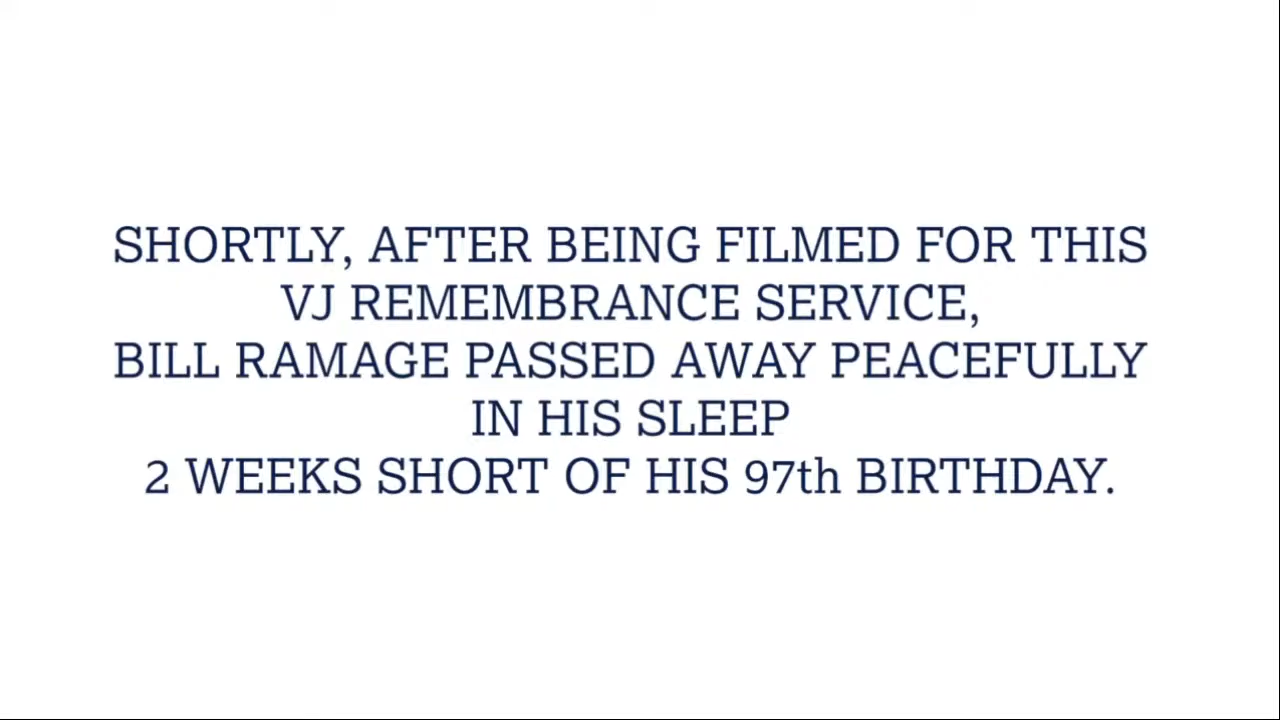 SHORTLY, AFTER BEING FILMED FOR THIS
VJ REMEMBRANCE SERVICE,
BILL RAMAGE PASSED AWAY PEACEFULLY
IN HIS SLEEP
2 WEEKS SHORT OF HIS 97th BIRTHDAY.